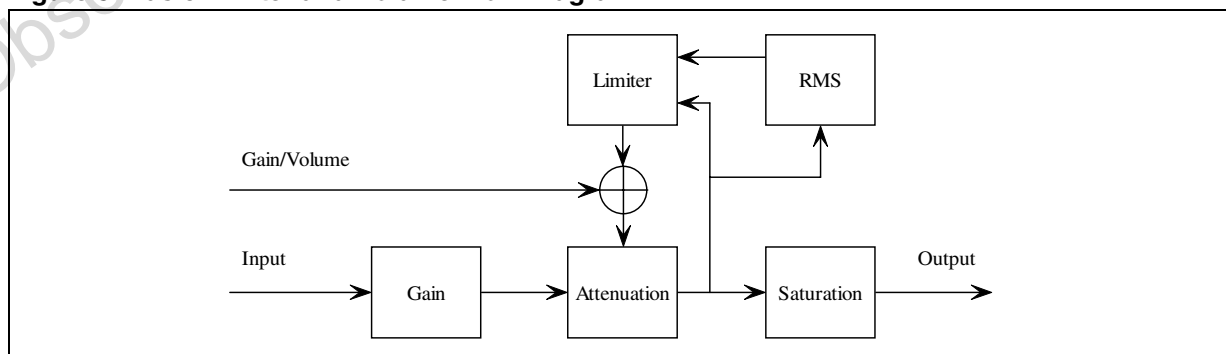 Limiter
RMS
Gain/Volume
Input
Output
Gain
Attenuation
Saturation